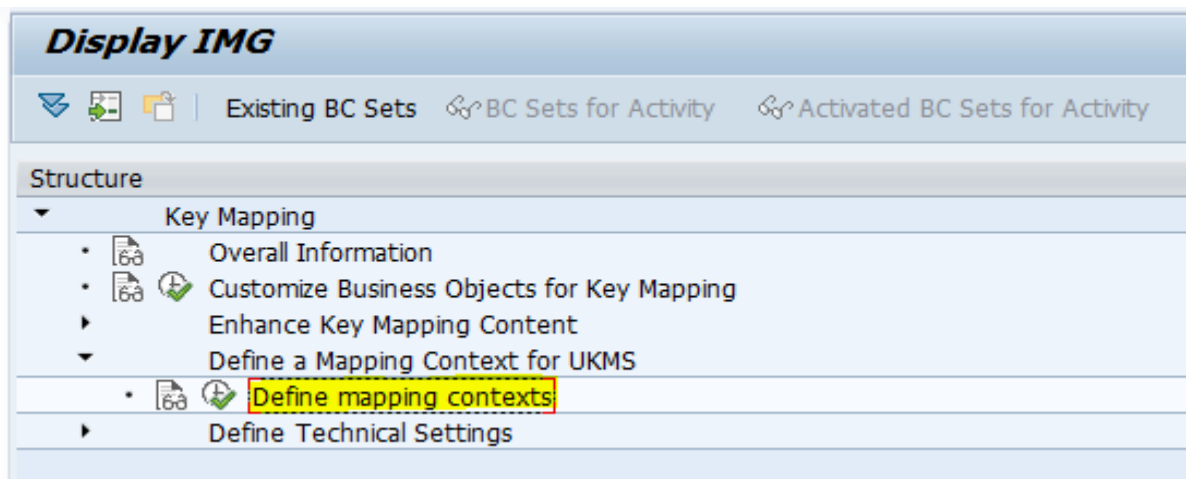 Display IMG
Existing BC Sets BC Sets for Activity Activated BC Sets for Activity
Structure
Key Mapping
Overall Information
Customize Business Objects for Key Mapping
Enhance Key Mapping Content
Define a Mapping Context for UKMS
Define mapping contexts
Define Technical Settings